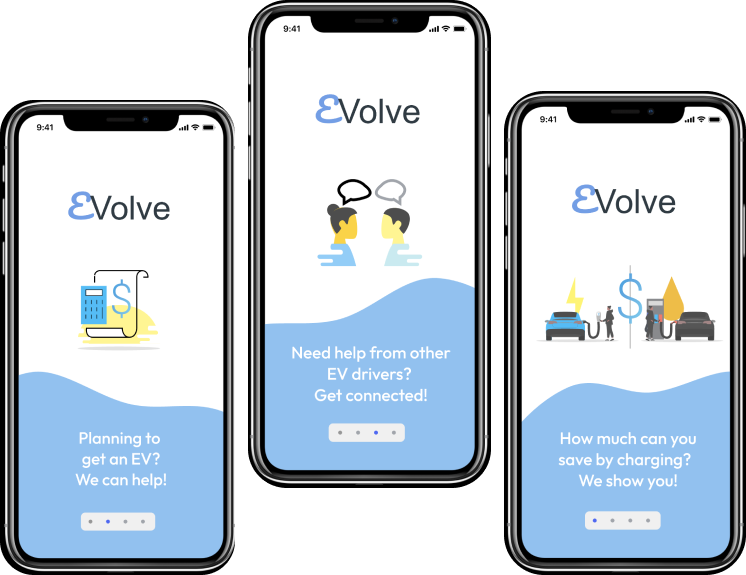 9:41
EVolve
$
Planning to
get an EV?
We can help!
9:41
EVolve
Need help from other
EV drivers?
Get connected!
9:41
EVolve
$
How much can you
save by charging?
We show you!